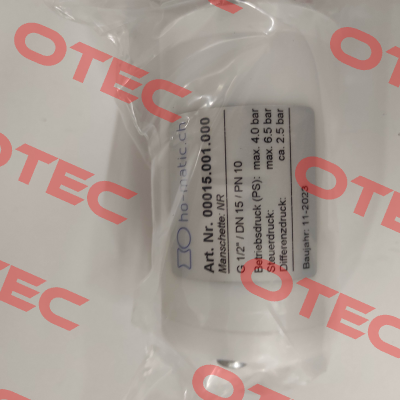 OTEC
OTEC
OTEC
OTEC
OTEC
OTEC
OTEC
ho-matic.ch
Art. Nr. 00015.001.000
Manschette: NR
G 1/2" / DN 15 / PN 10
Betriebsdruck (PS): max. 4.0 bar
Steuerdruck: max. 6.5 bar
Differenzdruck: ca. 2.5 bar
Baujahr: 11-2023